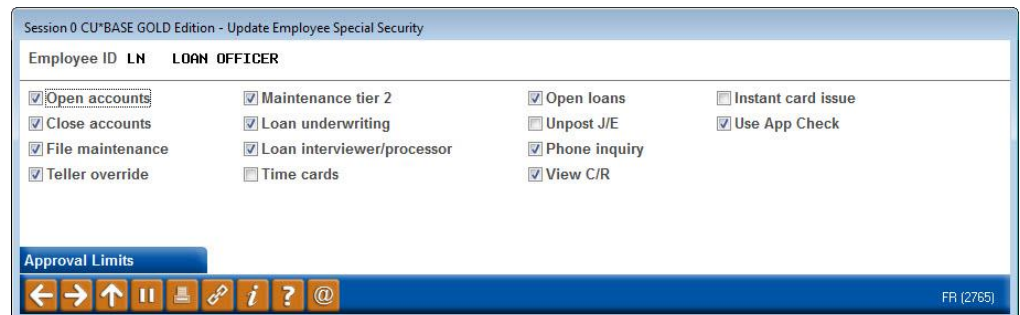 Session 0 CU*BASE GOLD Edition - Update Employee Special Security
Employee ID LN LOAN OFFICER
Open accounts Maintenance tier 2 Open loans Instant card issue
Close accounts Loan underwriting Unpost J/E Use App Check
File maintenance Loan interviewer/processor Phone inquiry
Teller override Time cards View C/R
Approval Limits
FR (2765)